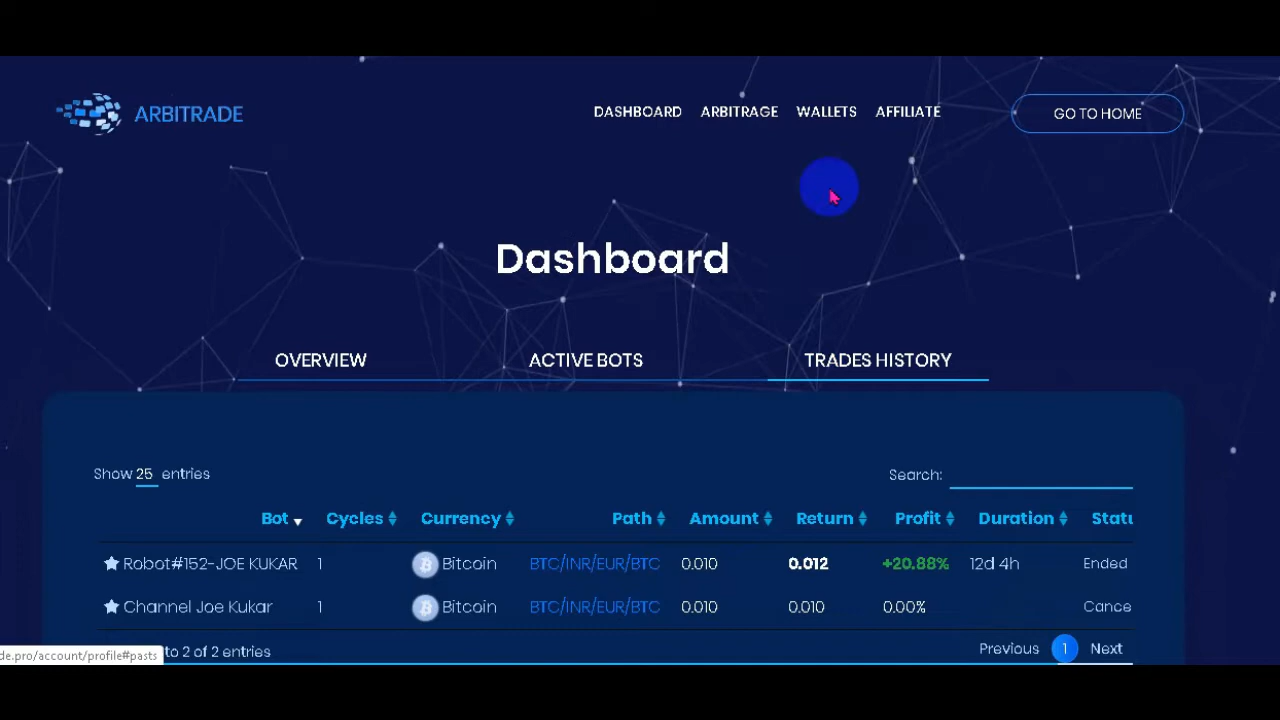 ARBITRADE
DASHBOARD ARBITRAGE WALLETS AFFILIATE GO TO HOME
Dashboard
OVERVIEW ACTIVE BOTS TRADES HISTORY
Show 25 entries Search:
Bot Cycles Currency Path Amount Return Profit Duration Statu
Robot#152-JOE KUKAR 1 Bitcoin BTC/INR/EUR/BTC 0.010 0.012 +20.88% 12d 4h Ended
Channel Joe Kukar 1 Bitcoin BTC/INR/EUR/BTC 0.010 0.010 0.00% Cance
to 2 of 2 entries Previous 1 Next
de.pro/account/profile#pasts